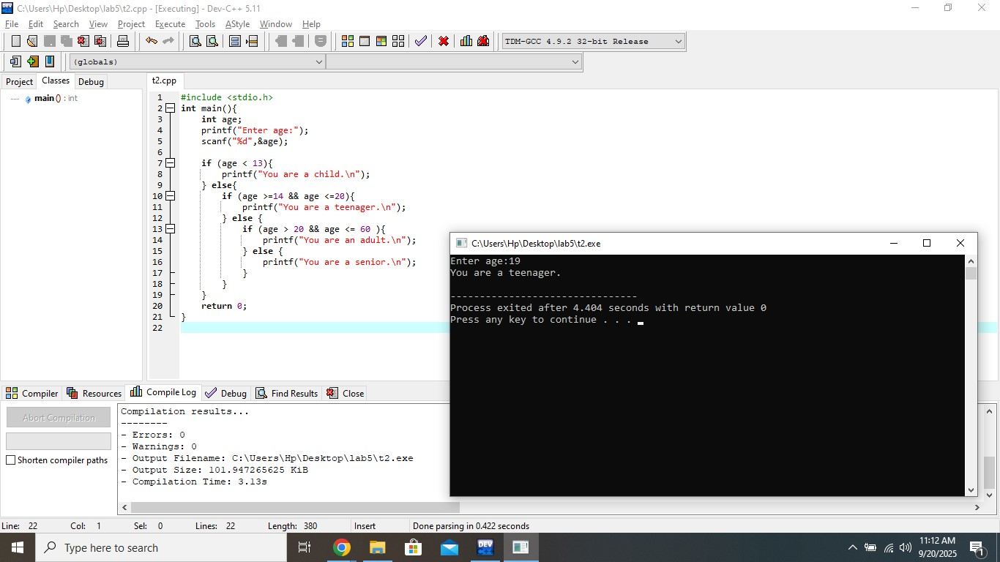 C:\Users\Hp\Desktop\lab5\t2.cpp - [Executing] - Dev-C++ 5.11
File Edit Search View Project Execute Tools AStyle Window Help
TDM-GCC 4.9.2 32-bit Release
(globals)
Project Classes Debug
t2.cpp
main () : int
1 #include <stdio.h>
2 int main(){
3     int age;
4     printf("Enter age:");
5     scanf("%d",&age);
6
7     if (age < 13){
8         printf("You are a child.\n");
9     } else{
10         if (age >=14 && age <=20){
11             printf("You are a teenager.\n");
12         } else {
13             if (age > 20 && age <= 60 ){
14                 printf("You are an adult.\n");
15             } else {
16                 printf("You are a senior.\n");
17             }
18         }
19     }
20     return 0;
21 }
22
C:\Users\Hp\Desktop\lab5\t2.exe
Enter age:19
You are a teenager.
--------------------------------
Process exited after 4.404 seconds with return value 0
Press any key to continue . . .
Compiler Resources Compile Log Debug Find Results Close
Abort Compilation
Shorten compiler paths
Compilation results...
--------
- Errors: 0
- Warnings: 0
- Output Filename: C:\Users\Hp\Desktop\lab5\t2.exe
- Output Size: 101.947265625 KiB
- Compilation Time: 3.13s
Line: 22 Col: 1 Sel: 0 Lines: 22 Length: 380 Insert Done parsing in 0.422 seconds
Type here to search
DEV
11:12 AM
9/20/2025
1